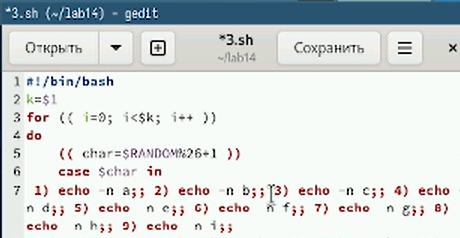 *3.sh (~/lab14) - gedit
Открыть
*3.sh
~/lab14
Сохранить
1 #!/bin/bash
2 k=$1
3 for (( i=0; i<$k; i++ ))
4 do
5 (( char=$RANDOM%26+1 ))
6 case $char in
7 1) echo -n a;; 2) echo -n b;; 3) echo -n c;; 4) echo -
n d;; 5) echo -n e;; 6) echo -n f;; 7) echo -n g;; 8)
echo -n h;; 9) echo -n i;;